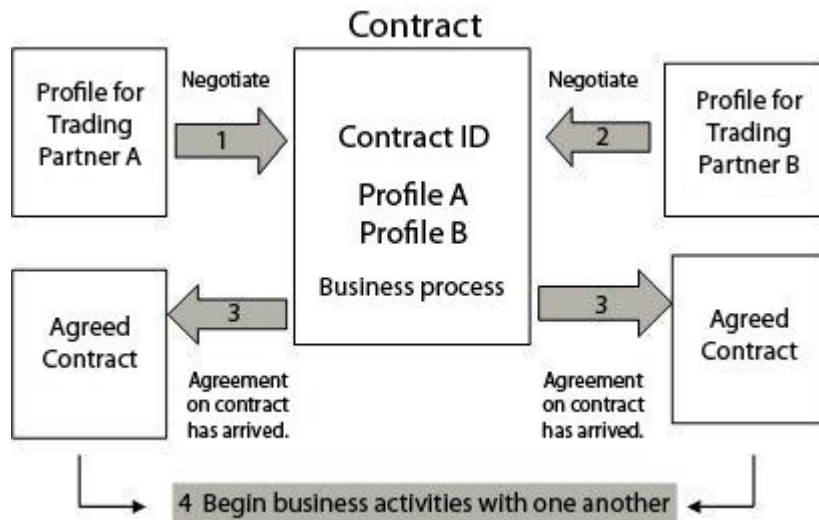 Contract
Profile for
Trading
Partner A
Negotiate
1
Contract ID
Profile A
Profile B
Business process
Negotiate
2
Profile for
Trading
Partner B
Agreed
Contract
3
Agreement
on contract
has arrived.
3
Agreement
on contract
has arrived.
Agreed
Contract
4 Begin business activities with one another